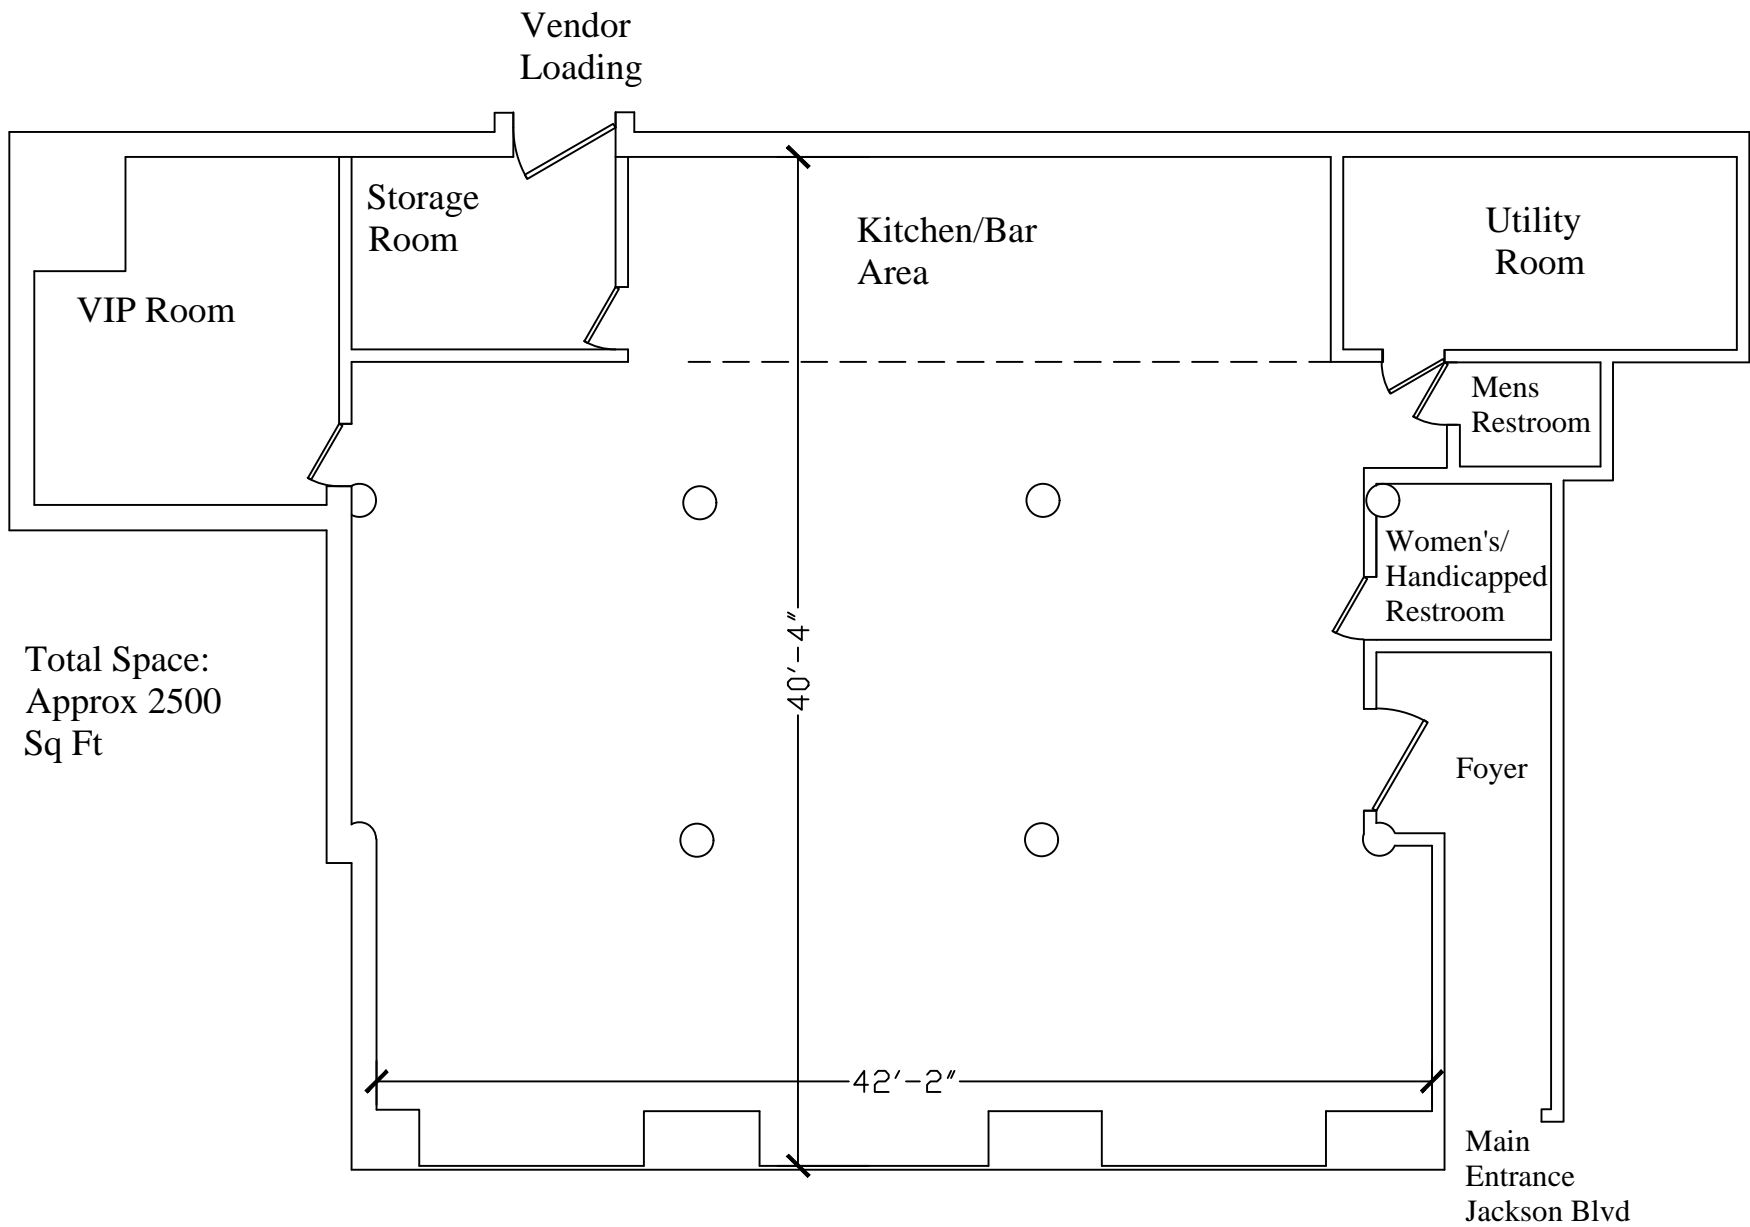 Vendor
Loading
Storage
Room
Kitchen/Bar
Area
Utility
Room
VIP Room
Mens
Restroom
Women's/
Handicapped
Restroom
40'-4"
Total Space:
Approx 2500
Sq Ft
Foyer
42'-2"
Main
Entrance
Jackson Blvd